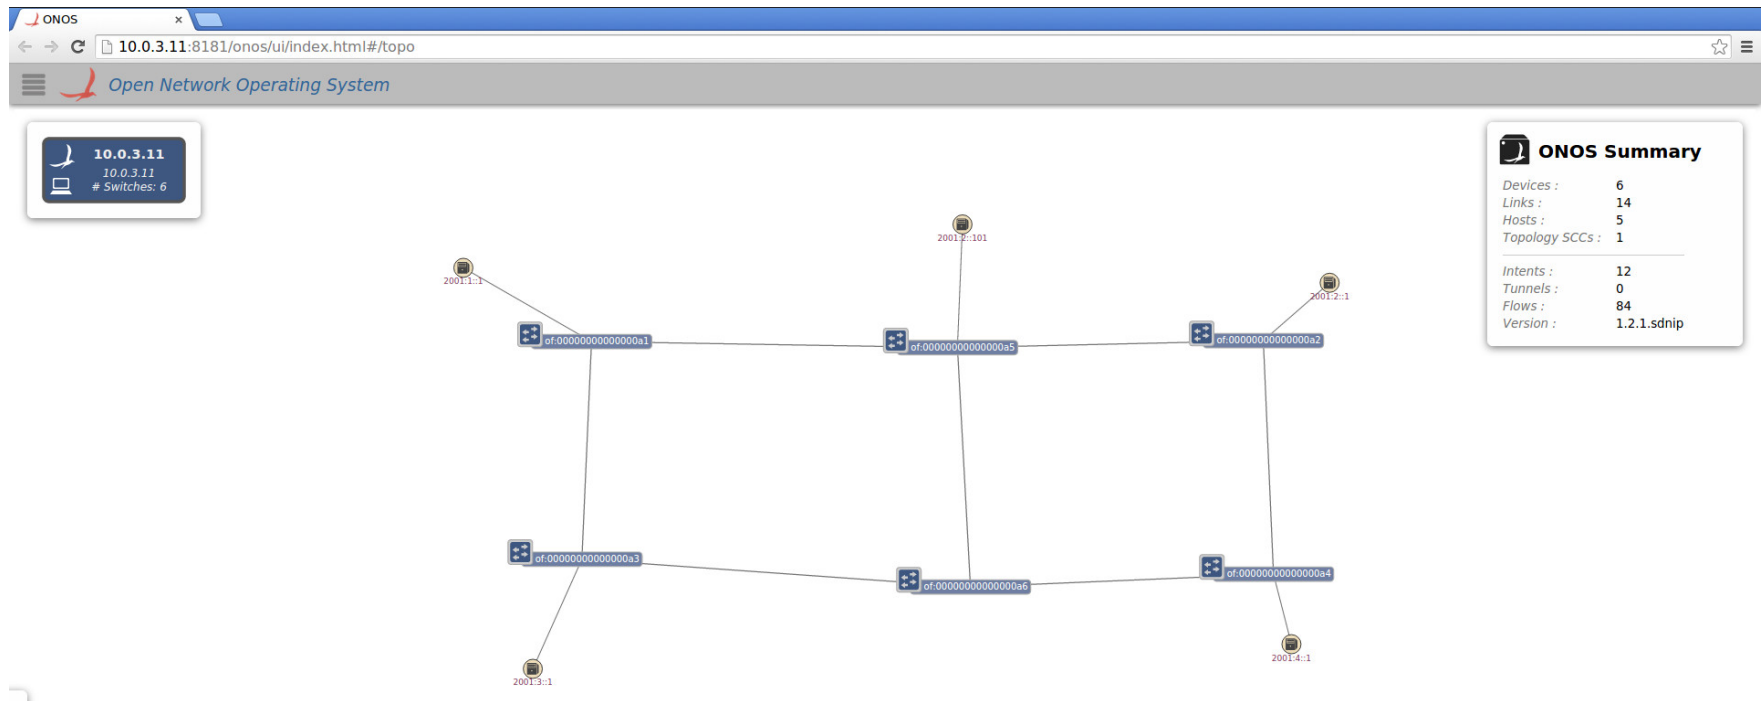 ONOS
10.0.3.11:8181/onos/ui/index.html#/topo
Open Network Operating System
10.0.3.11
10.0.3.11
# Switches: 6
ONOS Summary
Devices : 6
Links : 14
Hosts : 5
Topology SCCs : 1
Intents : 12
Tunnels : 0
Flows : 84
Version : 1.2.1.sdnip
2001:2::101
2001:1::1
2001:2::1
of:00000000000000a1
of:00000000000000a5
of:00000000000000a2
of:00000000000000a3
of:00000000000000a6
of:00000000000000a4
2001:3::1
2001:4::1